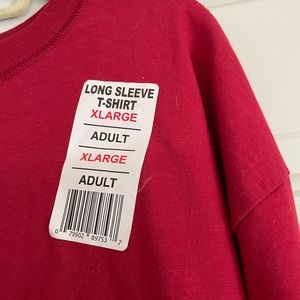 LONG SLEEVE
T-SHIRT
XLARGE
ADULT
XLARGE
ADULT
0 79902 89753 7